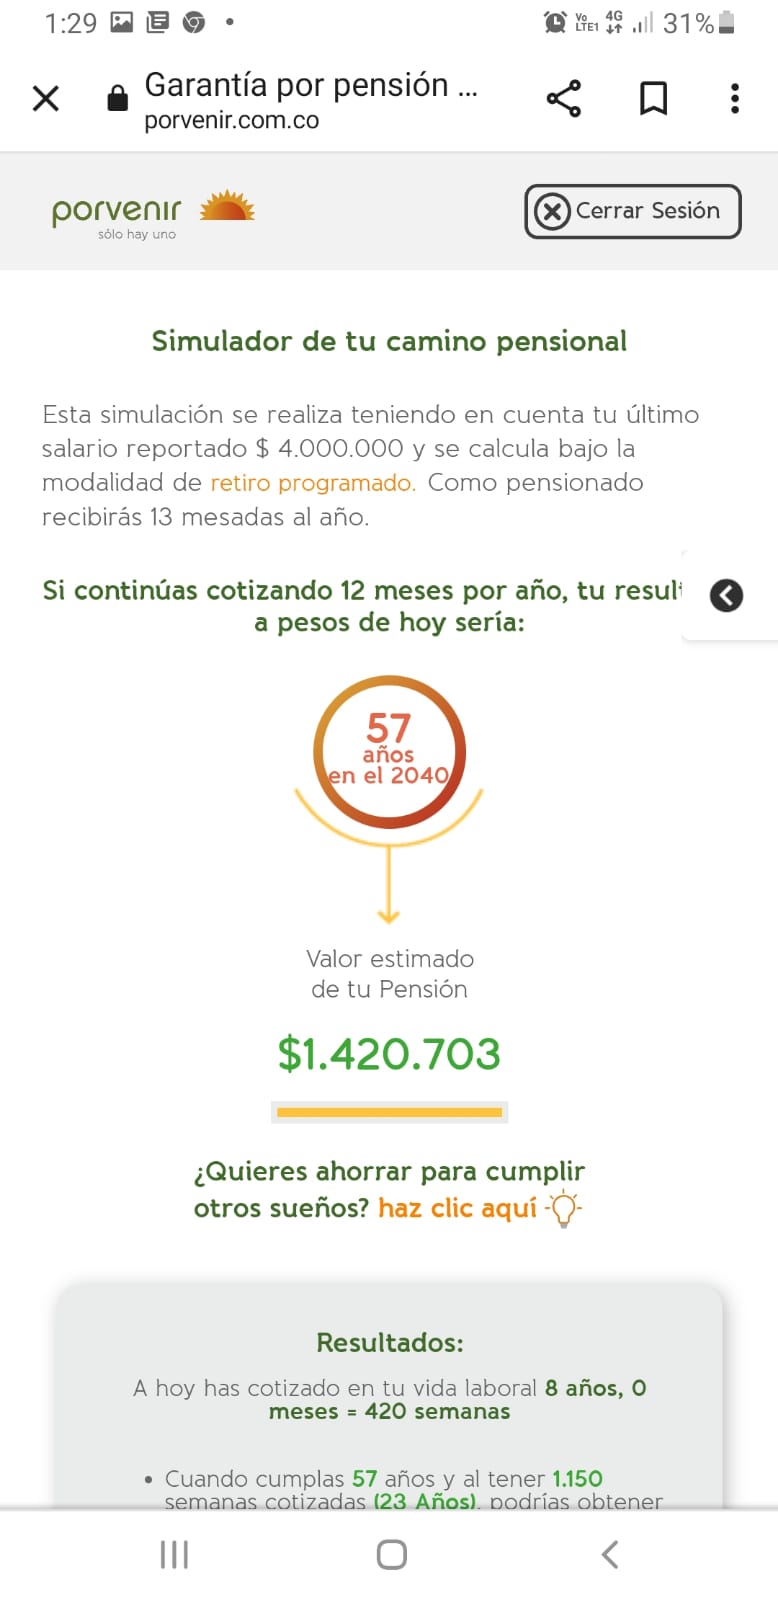 1:29
Vo LTE1 4G 31%
Garantía por pensión ...
porvenir.com.co
porvenir
sólo hay uno
Cerrar Sesión
Simulador de tu camino pensional
Esta simulación se realiza teniendo en cuenta tu último
salario reportado $ 4.000.000 y se calcula bajo la
modalidad de retiro programado. Como pensionado
recibirás 13 mesadas al año.
Si continúas cotizando 12 meses por año, tu result
a pesos de hoy sería:
57
años
en el 2040
Valor estimado
de tu Pensión
$1.420.703
¿Quieres ahorrar para cumplir
otros sueños? haz clic aquí
Resultados:
A hoy has cotizado en tu vida laboral 8 años, 0
meses = 420 semanas
• Cuando cumplas 57 años y al tener 1.150
semanas cotizadas (23 Años), podrías obtener